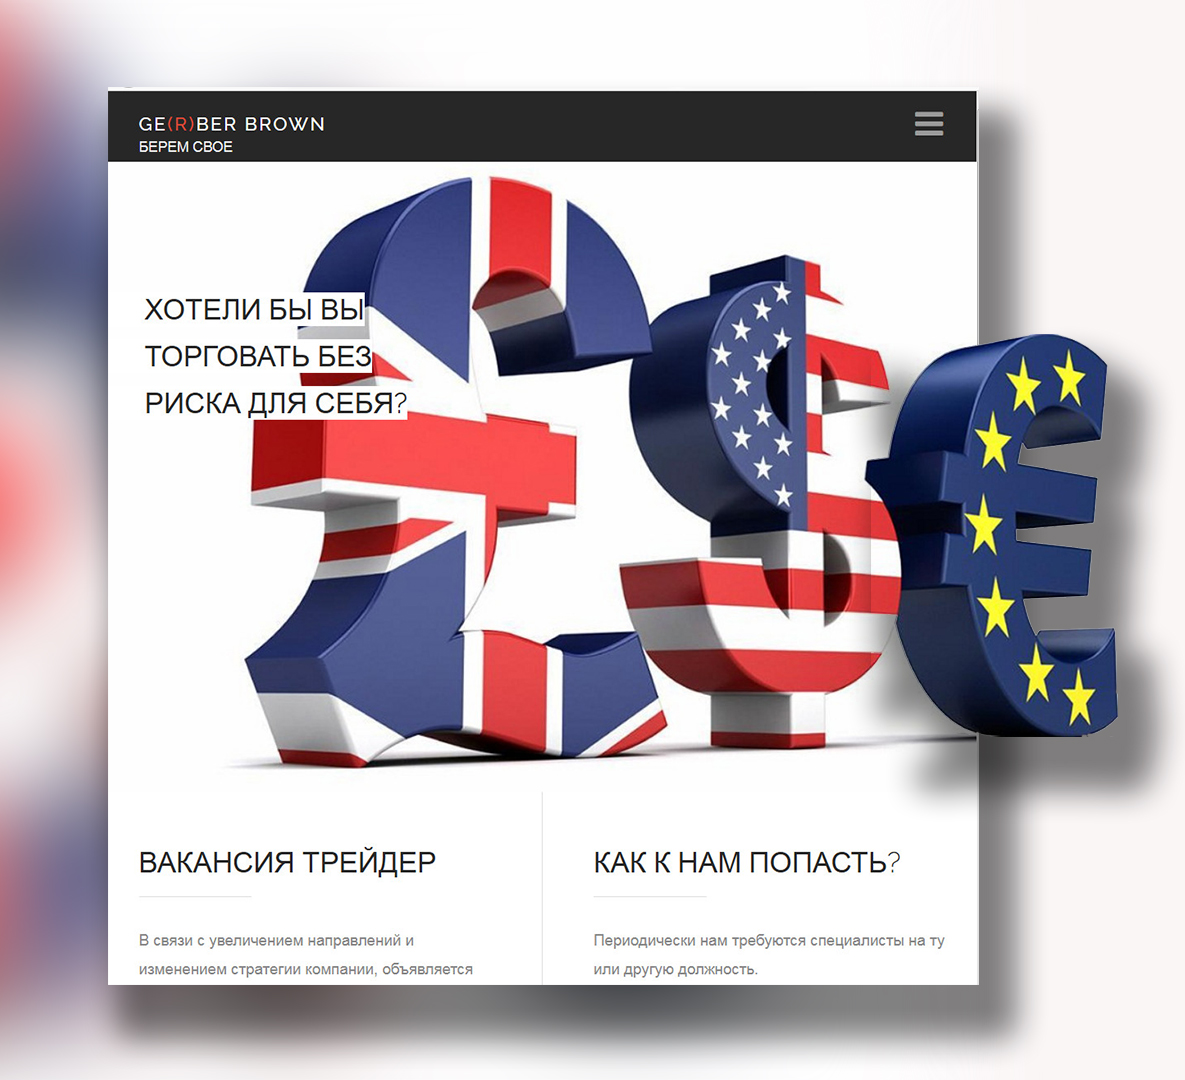 GE(R)BER BROWN
БЕРЕМ СВОЕ
ХОТЕЛИ БЫ ВЫ
ТОРГОВАТЬ БЕЗ
РИСКА ДЛЯ СЕБЯ?
ВАКАНСИЯ ТРЕЙДЕР
В связи с увеличением направлений и
изменением стратегии компании, объявляется
КАК К НАМ ПОПАСТЬ?
Периодически нам требуются специалисты на ту
или другую должность.